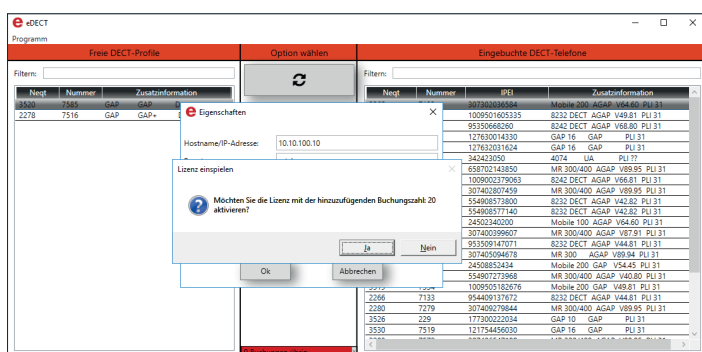 e eDECT
Programm
Freie DECT-Profile
Option wählen
Eingebuchte DECT-Telefone
Filtern:
Filtern:
Neqt Nummer Zusatzinformation
3520 7585 GAP GAP
2278 7516 GAP GAP+
Neqt Nummer IPEI Zusatzinformation
307302036584 Mobile 200 AGAP V64.60 PLI 31
1009501605335 8232 DECT AGAP V49.81 PLI 31
95350668260 8242 DECT AGAP V68.80 PLI 31
127630014330 GAP 16 GAP PLI 31
127632031624 GAP 16 GAP PLI 31
342423050 4074 UA PLI ??
658702143850 MR 300/400 AGAP V89.95 PLI 31
1009002379063 8242 DECT AGAP V66.81 PLI 31
307402807459 MR 300/400 AGAP V89.95 PLI 31
554908573800 8232 DECT AGAP V42.82 PLI 31
554908577140 8232 DECT AGAP V42.82 PLI 31
24502340200 Mobile 100 AGAP V64.60 PLI 31
307400399607 MR 300/400 AGAP V87.91 PLI 31
953509147071 8232 DECT AGAP V44.81 PLI 31
307405094678 MR 300 AGAP V89.94 PLI 31
24508852434 Mobile 200 GAP V54.45 PLI 31
554907273968 MR 300/400 AGAP V40.80 PLI 31
1009505182676 Mobile 200 GAP V49.81 PLI 31
2266 7133 954409137672 8232 DECT AGAP V44.81 PLI 31
2280 7279 307409279844 MR 300/400 AGAP V89.95 PLI 31
3526 229 177300222034 GAP 10 GAP PLI 31
3530 7519 121754456030 GAP 16 GAP PLI 31
e Eigenschaften
Hostname/IP-Adresse: 10.10.100.10
Lizenz einspielen
Möchten Sie die Lizenz mit der hinzuzufügenden Buchungszahl: 20
aktivieren?
Ja
Nein
Ok
Abbrechen